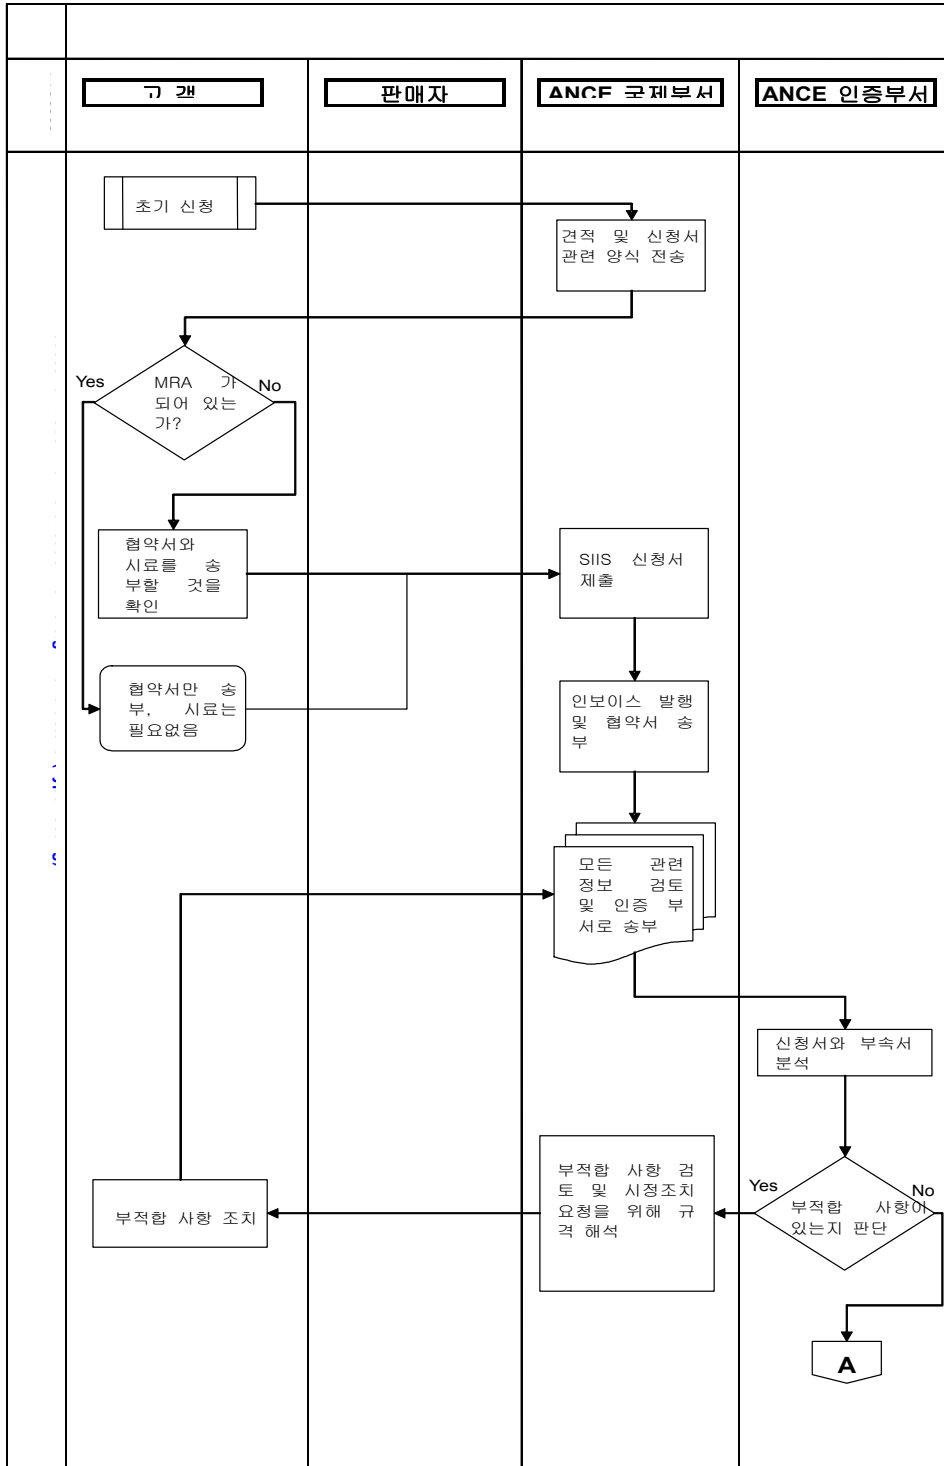 고 객
판매자
ANCE 국제부서
ANCE 인증부서
초기 신청
견적 및 신청서
관련 양식 전송
Yes
MRA 가
되어 있는
가?
No
협약서와
시료를 송
부할 것을
확인
SIIS 신청서
제출
협약서만 송
부, 시료는
필요없음
인보이스 발행
및 협약서 송
부
모든 관련
정보 검토
및 인증 부
서로 송부
신청서와 부속서
분석
부적합 사항 조치
부적합 사항 검
토 및 시정조치
요청을 위해 규
격 해석
Yes
부적합 사항이
있는지 판단
No
A